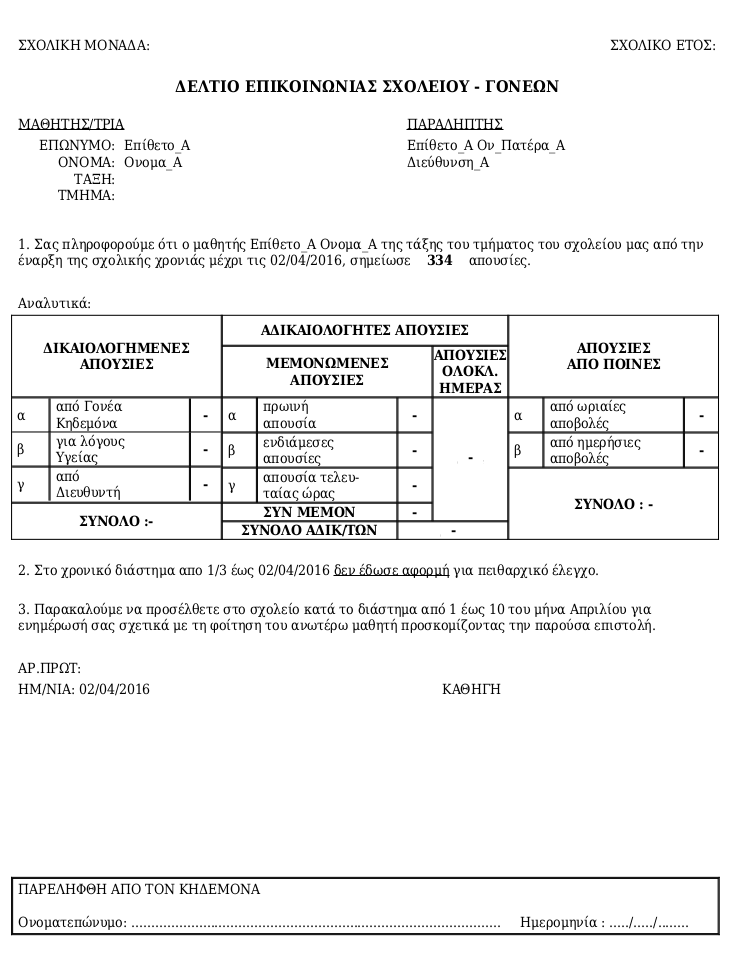 ΣΧΟΛΙΚΗ ΜΟΝΑΔΑ: ΣΧΟΛΙΚΟ ΕΤΟΣ:
ΔΕΛΤΙΟ ΕΠΙΚΟΙΝΩΝΙΑΣ ΣΧΟΛΕΙΟΥ - ΓΟΝΕΩΝ
ΜΑΘΗΤΗΣ/ΤΡΙΑ ΠΑΡΑΛΗΠΤΗΣ
ΕΠΩΝΥΜΟ: Επίθετο_Α Επίθετο_Α Ον_Πατέρα_Α
ΟΝΟΜΑ: Ονομα_Α Διεύθυνση_Α
ΤΑΞΗ:
ΤΜΗΜΑ:
1. Σας πληροφορούμε ότι ο μαθητής Επίθετο_Α Ονομα_Α της τάξης του τμήματος του σχολείου μας από την
έναρξη της σχολικής χρονιάς μέχρι τις 02/04/2016, σημείωσε 334 απουσίες.
Αναλυτικά:
ΔΙΚΑΙΟΛΟΓΗΜΕΝΕΣ
ΑΠΟΥΣΙΕΣ
ΑΔΙΚΑΙΟΛΟΓΗΤΕΣ ΑΠΟΥΣΙΕΣ
ΜΕΜΟΝΩΜΕΝΕΣ
ΑΠΟΥΣΙΕΣ
ΑΠΟΥΣΙΕΣ
ΟΛΟΚΛ.
ΗΜΕΡΑΣ
ΑΠΟΥΣΙΕΣ
ΑΠΟ ΠΟΙΝΕΣ
α από Γονέα
Κηδεμόνα -
α πρωινή
απουσία -
-
α από ωριαίες
αποβολές -
β για λόγους
Υγείας -
β ενδιάμεσες
απουσίες -
β από ημερήσιες
αποβολές -
γ από
Διευθυντή -
γ απουσία τελευ-
ταίας ώρας -
ΣΥΝΟΛΟ : -
ΣΥΝΟΛΟ :-
ΣΥΝ ΜΕΜΟΝ -
ΣΥΝΟΛΟ ΑΔΙΚ/ΤΩΝ -
2. Στο χρονικό διάστημα απο 1/3 έως 02/04/2016 δεν έδωσε αφορμή για πειθαρχικό έλεγχο.
3. Παρακαλούμε να προσέλθετε στο σχολείο κατά το διάστημα από 1 έως 10 του μήνα Απριλίου για
ενημέρωσή σας σχετικά με τη φοίτηση του ανωτέρω μαθητή προσκομίζοντας την παρούσα επιστολή.
ΑΡ.ΠΡΩΤ:
ΗΜ/ΝΙΑ: 02/04/2016 ΚΑΘΗΓΗ
ΠΑΡΕΛΗΦΘΗ ΑΠΟ ΤΟΝ ΚΗΔΕΜΟΝΑ
Ονοματεπώνυμο: ........................................................................................ Ημερομηνία : ...../...../........